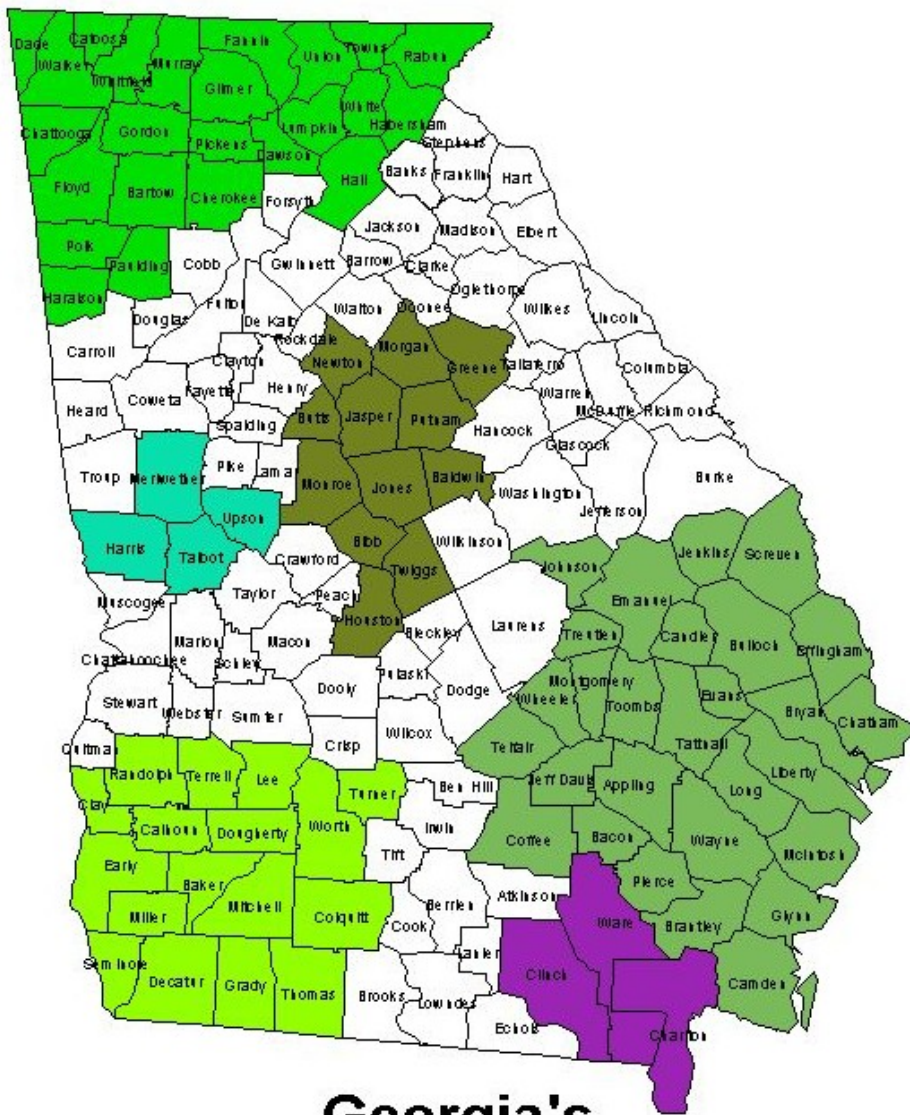 Dade
Catoosa
Fannin
Towns
Union
Rabun
Walker
Whitfield
Murray
Gilmer
White
Chattooga
Gordon
Lumpkin
Habersham
Stephens
Pickens
Dawson
Banks
Franklin
Hart
Floyd
Bartow
Cherokee
Hall
Forsyth
Jackson
Madison
Elbert
Polk
Paulding
Cobb
Gwinnett
Barrow
Clarke
Haralson
Fulton
Oglethorpe
Douglas
De Kalb
Walton
Oconee
Wilkes
Lincoln
Carroll
Rockdale
Morgan
Clayton
Newton
Greene
Taliaferro
Columbia
Heard
Coweta
Fayette
Henry
Warren
McDuffie
Richmond
Spalding
Butts
Jasper
Putnam
Hancock
Glascock
Troup
Meriwether
Pike
Lamar
Monroe
Jones
Baldwin
Washington
Burke
Jefferson
Upson
Harris
Talbot
Bibb
Wilkinson
Crawford
Twiggs
Johnson
Jenkins
Screven
Muscogee
Taylor
Peach
Emanuel
Houston
Bleckley
Laurens
Treutlen
Candler
Bulloch
Effingham
Chattahoochee
Marion
Schley
Macon
Pulaski
Dooly
Dodge
Montgomery
Wheeler
Toombs
Evans
Bryan
Chatham
Stewart
Webster
Sumter
Crisp
Wilcox
Telfair
Tattnall
Quitman
Randolph
Terrell
Lee
Turner
Ben Hill
Jeff Davis
Appling
Long
Liberty
Clay
Calhoun
Dougherty
Worth
Irwin
Coffee
Bacon
Wayne
McIntosh
Early
Baker
Tift
Pierce
Miller
Mitchell
Colquitt
Berrien
Atkinson
Cook
Ware
Brantley
Glynn
Seminole
Lanier
Decatur
Grady
Thomas
Brooks
Lowndes
Clinch
Camden
Echols
Charlton
Georgia's